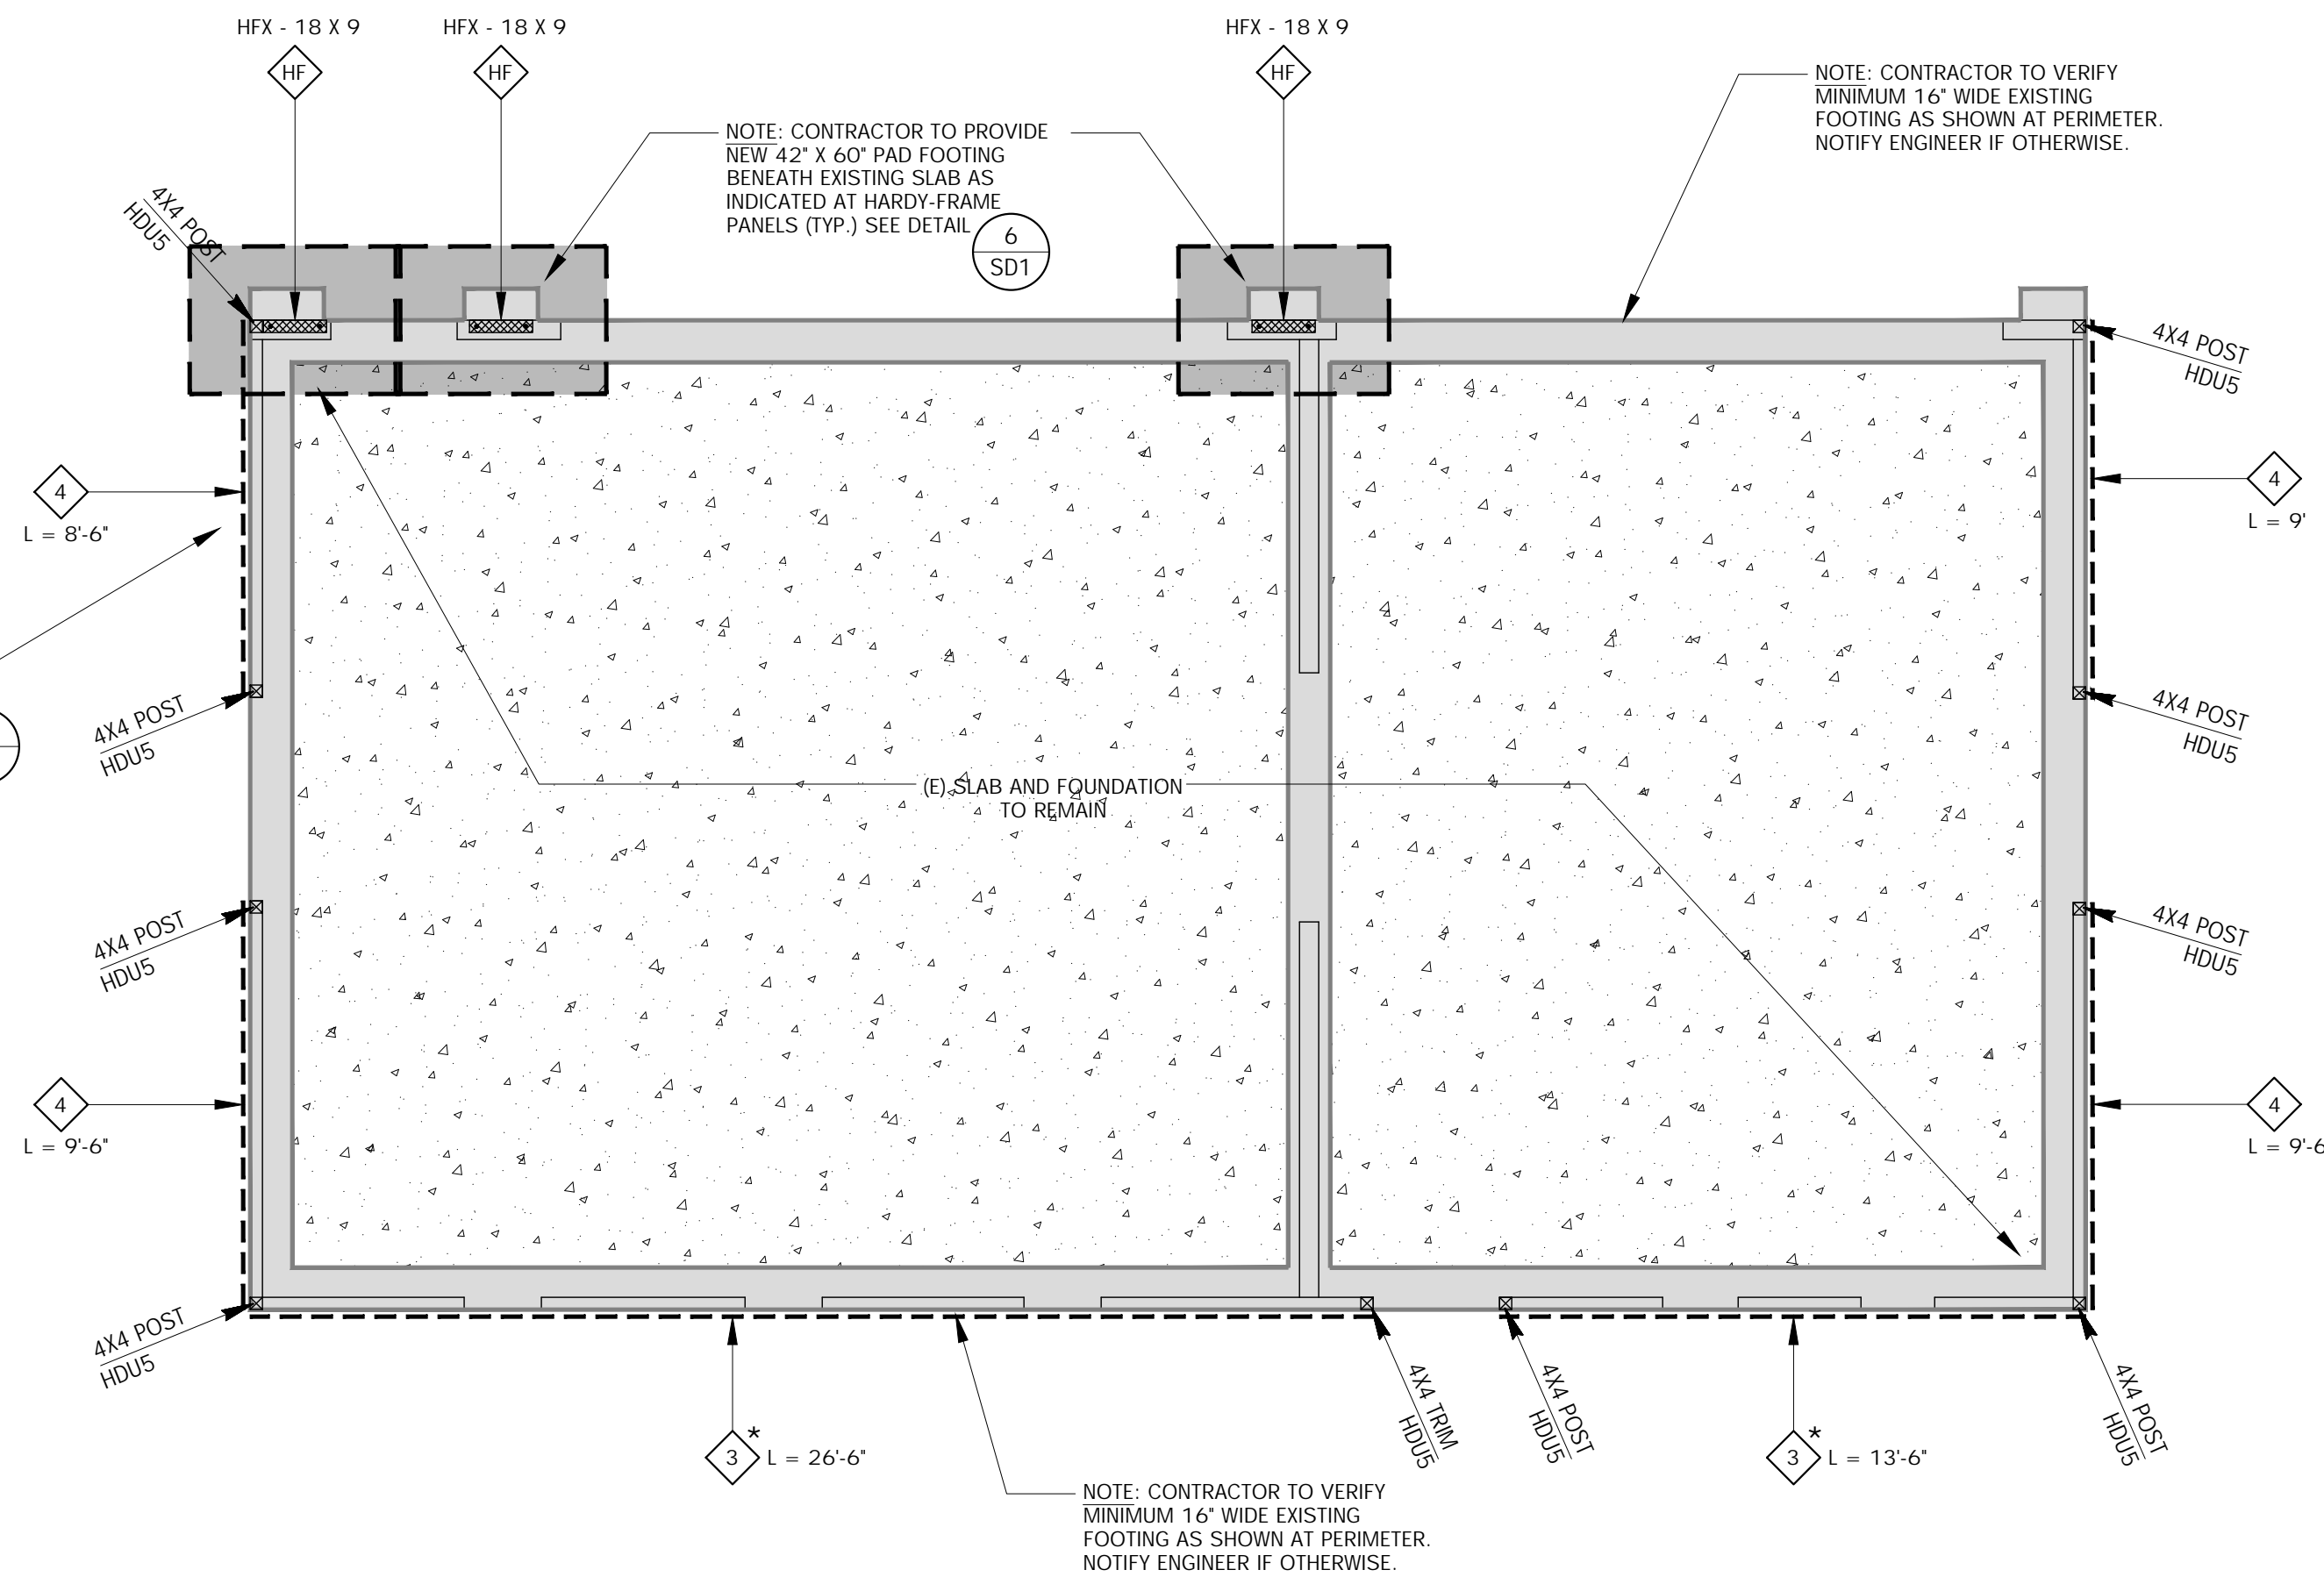 HFX - 18 X 9
HF
HFX - 18 X 9
HF
HFX - 18 X 9
HF
NOTE: CONTRACTOR TO VERIFY
MINIMUM 16" WIDE EXISTING
FOOTING AS SHOWN AT PERIMETER.
NOTIFY ENGINEER IF OTHERWISE.
NOTE: CONTRACTOR TO PROVIDE
NEW 42" X 60" PAD FOOTING
BENEATH EXISTING SLAB AS
INDICATED AT HARDY-FRAME
PANELS (TYP.) SEE DETAIL
6
SD1
4X4 POST
HDU5
4X4 POST
HDU5
4
L = 8'-6"
4
L = 9'
4X4 POST
HDU5
4X4 POST
HDU5
(E) SLAB AND FOUNDATION
TO REMAIN
4X4 POST
HDU5
4X4 POST
HDU5
4
L = 9'-6"
4
L = 9'-6
4X4 POST
HDU5
3
*
L = 26'-6"
4X4 TRIM
HDU5
4X4 POST
HDU5
3
*
L = 13'-6"
4X4 POST
HDU5
NOTE: CONTRACTOR TO VERIFY
MINIMUM 16" WIDE EXISTING
FOOTING AS SHOWN AT PERIMETER.
NOTIFY ENGINEER IF OTHERWISE.